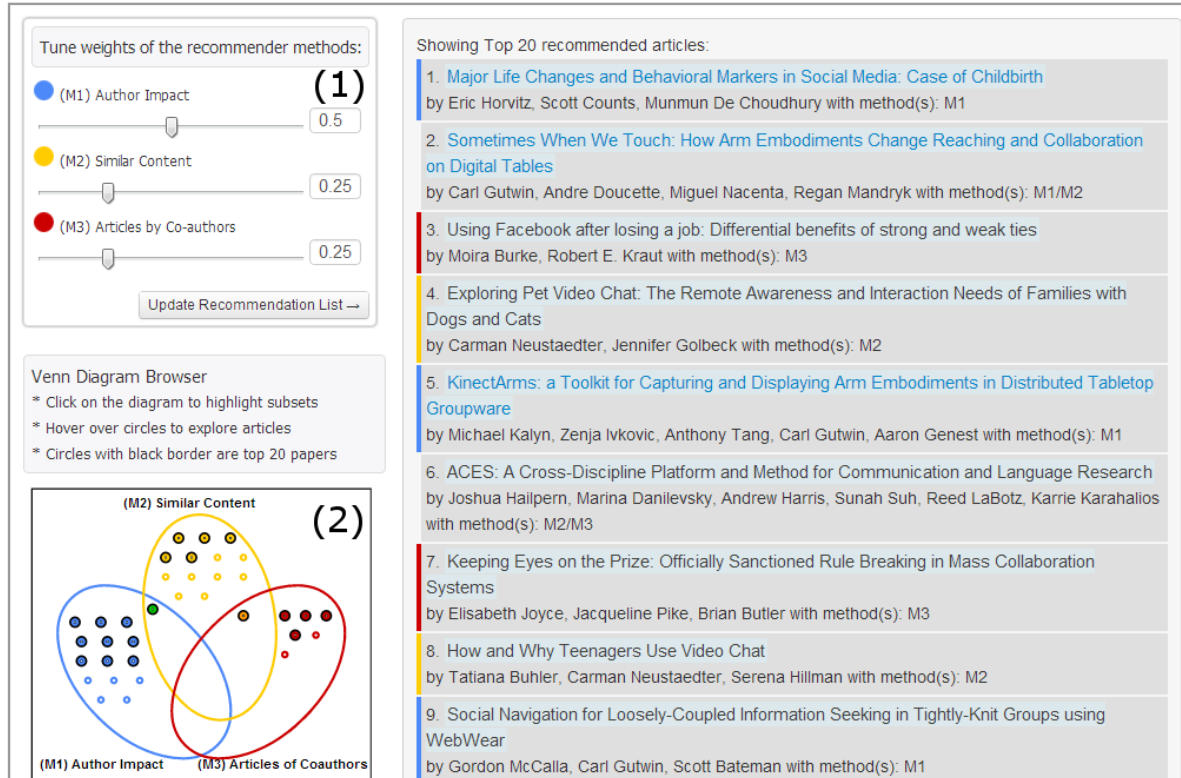 Tune weights of the recommender methods:
(1)
(M1) Author Impact
0.5
(M2) Similar Content
0.25
(M3) Articles by Co-authors
0.25
Update Recommendation List →
Venn Diagram Browser
* Click on the diagram to highlight subsets
* Hover over circles to explore articles
* Circles with black border are top 20 papers
(M2) Similar Content
(2)
(M1) Author Impact
(M3) Articles of Coauthors
Showing Top 20 recommended articles:
1. Major Life Changes and Behavioral Markers in Social Media: Case of Childbirth
by Eric Horvitz, Scott Counts, Munmun De Choudhury with method(s): M1
2. Sometimes When We Touch: How Arm Embodiments Change Reaching and Collaboration
on Digital Tables
by Carl Gutwin, Andre Doucette, Miguel Nacenta, Regan Mandryk with method(s): M1/M2
3. Using Facebook after losing a job: Differential benefits of strong and weak ties
by Moira Burke, Robert E. Kraut with method(s): M3
4. Exploring Pet Video Chat: The Remote Awareness and Interaction Needs of Families with
Dogs and Cats
by Carman Neustaedter, Jennifer Golbeck with method(s): M2
5. KinectArms: a Toolkit for Capturing and Displaying Arm Embodiments in Distributed Tabletop
Groupware
by Michael Kalyn, Zenja Ivkovic, Anthony Tang, Carl Gutwin, Aaron Genest with method(s): M1
6. ACES: A Cross-Discipline Platform and Method for Communication and Language Research
by Joshua Hailpern, Marina Danilevsky, Andrew Harris, Sunah Suh, Reed LaBotz, Karrie Karahalios
with method(s): M2/M3
7. Keeping Eyes on the Prize: Officially Sanctioned Rule Breaking in Mass Collaboration
Systems
by Elisabeth Joyce, Jacqueline Pike, Brian Butler with method(s): M3
8. How and Why Teenagers Use Video Chat
by Tatiana Buhler, Carman Neustaedter, Serena Hillman with method(s): M2
9. Social Navigation for Loosely-Coupled Information Seeking in Tightly-Knit Groups using
WebWear
by Gordon McCalla, Carl Gutwin, Scott Bateman with method(s): M1